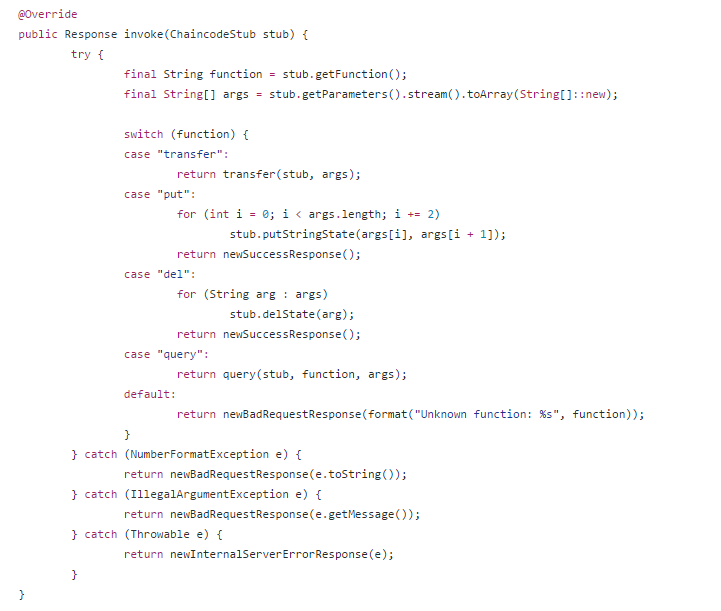 @Override
public Response invoke(ChaincodeStub stub) {
try {
final String function = stub.getFunction();
final String[] args = stub.getParameters().stream().toArray(String[]::new);
switch (function) {
case "transfer":
return transfer(stub, args);
case "put":
for (int i = 0; i < args.length; i += 2)
stub.putStringState(args[i], args[i + 1]);
return newSuccessResponse();
case "del":
for (String arg : args)
stub.delState(arg);
return newSuccessResponse();
case "query":
return query(stub, function, args);
default:
return newBadRequestResponse(format("Unknown function: %s", function));
}
} catch (NumberFormatException e) {
return newBadRequestResponse(e.toString());
} catch (IllegalArgumentException e) {
return newBadRequestResponse(e.getMessage());
} catch (Throwable e) {
return newInternalServerErrorResponse(e);
}
}